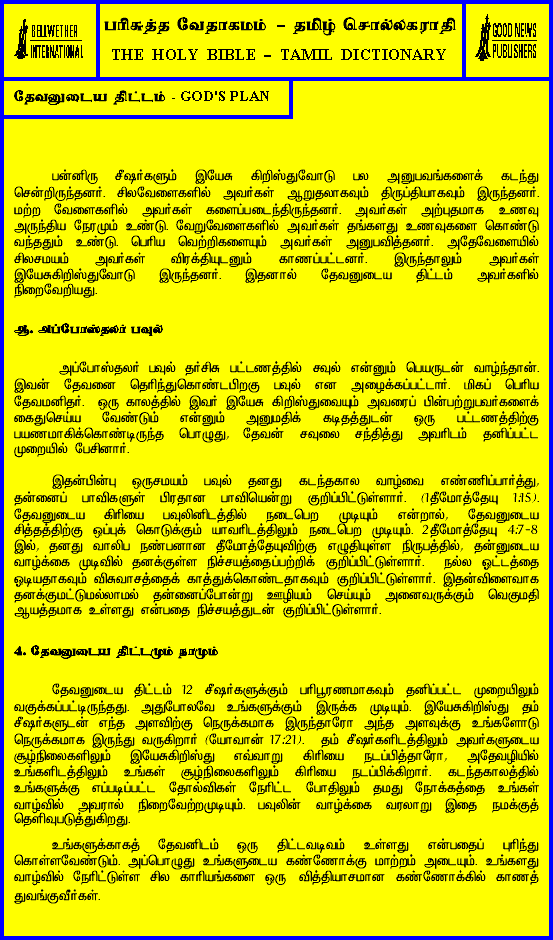 BELLWETHER
INTERNATIONAL
பரிசுத்த வேதாகமம் – தமிழ் சொல்லகராதி
THE HOLY BIBLE – TAMIL DICTIONARY
GOOD NEWS
PUBLISHERS
தேவனுடைய திட்டம் - GOD'S PLAN
பன்னிரு சீஷர்களும் இயேசு கிறிஸ்துவோடு பல அனுபவங்களைக் கடந்து
சென்றிருந்தனர். சிலவேளைகளில் அவர்கள் ஆறுதலாகவும் திருப்தியாகவும் இருந்தனர்.
மற்ற வேளைகளில் அவர்கள் களைப்படைந்திருந்தனர். அவர்கள் அற்புதமாக உணவு
அருந்திய நேரமும் உண்டு. வேறுவேளைகளில் அவர்கள் தங்களது உணவுகளை கொண்டு
வந்ததும் உண்டு. பெரிய வெற்றிகளையும் அவர்கள் அனுபவித்தனர். அதேவேளையில்
சிலசமயம் அவர்கள் விரக்தியுடனும் காணப்பட்டனர். இருந்தாலும் அவர்கள்
இயேசுகிறிஸ்துவோடு இருந்தனர். இதனால் தேவனுடைய திட்டம் அவர்களில்
நிறைவேறியது.
ஆ. அப்போஸ்தலர் பவுல்
அப்போஸ்தலர் பவுல் தர்சிசு பட்டணத்தில் சவுல் என்னும் பெயருடன் வாழ்ந்தான்.
இவன் தேவனை தெரிந்துகொண்டபிறகு பவுல் என அழைக்கப்பட்டார். மிகப் பெரிய
தேவமனிதர். ஒரு காலத்தில் இவர் இயேசு கிறிஸ்துவையும் அவரைப் பின்பற்றுபவர்களைக்
கைதுசெய்ய வேண்டும் என்னும் அனுமதிக் கடிதத்துடன் ஒரு பட்டணத்திற்கு
பயணமாகிக்கொண்டிருந்த பொழுது, தேவன் சவுலை சந்தித்து அவரிடம் தனிப்பட்ட
முறையில் பேசினார்.
இதன்பின்பு ஒருசமயம் பவுல் தனது கடந்தகால வாழ்வை எண்ணிப்பார்த்து,
தன்னைப் பாவிகளுள் பிரதான பாவியென்று குறிப்பிட்டுள்ளார். (1தீமோத்தேயு 1:15).
தேவனுடைய கிரியை பவுலினிடத்தில் நடைபெற முடியும் என்றால், தேவனுடைய
சித்தத்திற்கு ஒப்புக் கொடுக்கும் யாவரிடத்திலும் நடைபெற முடியும். 2தீமோத்தேயு 4:7-8
இல், தனது வாலிப நண்பனான தீமோத்தேயுவிற்கு எழுதியுள்ள நிருபத்தில், தன்னுடைய
வாழ்க்கை முடிவில் தனக்குள்ள நிச்சயத்தைப்பற்றிக் குறிப்பிட்டுள்ளார். நல்ல ஓட்டத்தை
ஓடியதாகவும் விசுவாசத்தைக் காத்துக்கொண்டதாகவும் குறிப்பிட்டுள்ளார். இதன்விளைவாக
தனக்குமட்டுமல்லாமல் தன்னைப்போன்று ஊழியம் செய்யும் அனைவருக்கும் வெகுமதி
ஆயத்தமாக உள்ளது என்பதை நிச்சயத்துடன் குறிப்பிட்டுள்ளார்.
4. தேவனுடைய திட்டமும் நாமும்
தேவனுடைய திட்டம் 12 சீஷர்களுக்கும் பரிபூரணமாகவும் தனிப்பட்ட முறையிலும்
வகுக்கப்பட்டிருந்தது. அதுபோலவே உங்களுக்கும் இருக்க முடியும். இயேசுகிறிஸ்து தம்
சீஷர்களுடன் எந்த அளவிற்கு நெருக்கமாக இருந்தாரோ அந்த அளவுக்கு உங்களோடு
நெருக்கமாக இருந்து வருகிறார் (யோவான் 17:21). தம் சீஷர்களிடத்திலும் அவர்களுடைய
சூழ்நிலைகளிலும் இயேசுகிறிஸ்து எவ்வாறு கிரியை நடப்பித்தாரோ, அதேவழியில்
உங்களிடத்திலும் உங்கள் சூழ்நிலைகளிலும் கிரியை நடப்பிக்கிறார். கடந்தகாலத்தில்
உங்களுக்கு எப்படிப்பட்ட தோல்விகள் நேரிட்ட போதிலும் தமது நோக்கத்தை உங்கள்
வாழ்வில் அவரால் நிறைவேற்றமுடியும். பவுலின் வாழ்க்கை வரலாறு இதை நமக்குத்
தெளிவுபடுத்துகிறது.
உங்களுக்காகத் தேவனிடம் ஒரு திட்டவடிவம் உள்ளது என்பதைப் புரிந்து
கொள்ளவேண்டும். அப்பொழுது உங்களுடைய கண்ணோக்கு மாற்றம் அடையும். உங்களது
வாழ்வில் நேரிட்டுள்ள சில காரியங்களை ஒரு வித்தியாசமான கண்ணோக்கில் காணத்
துவங்குவீர்கள்.